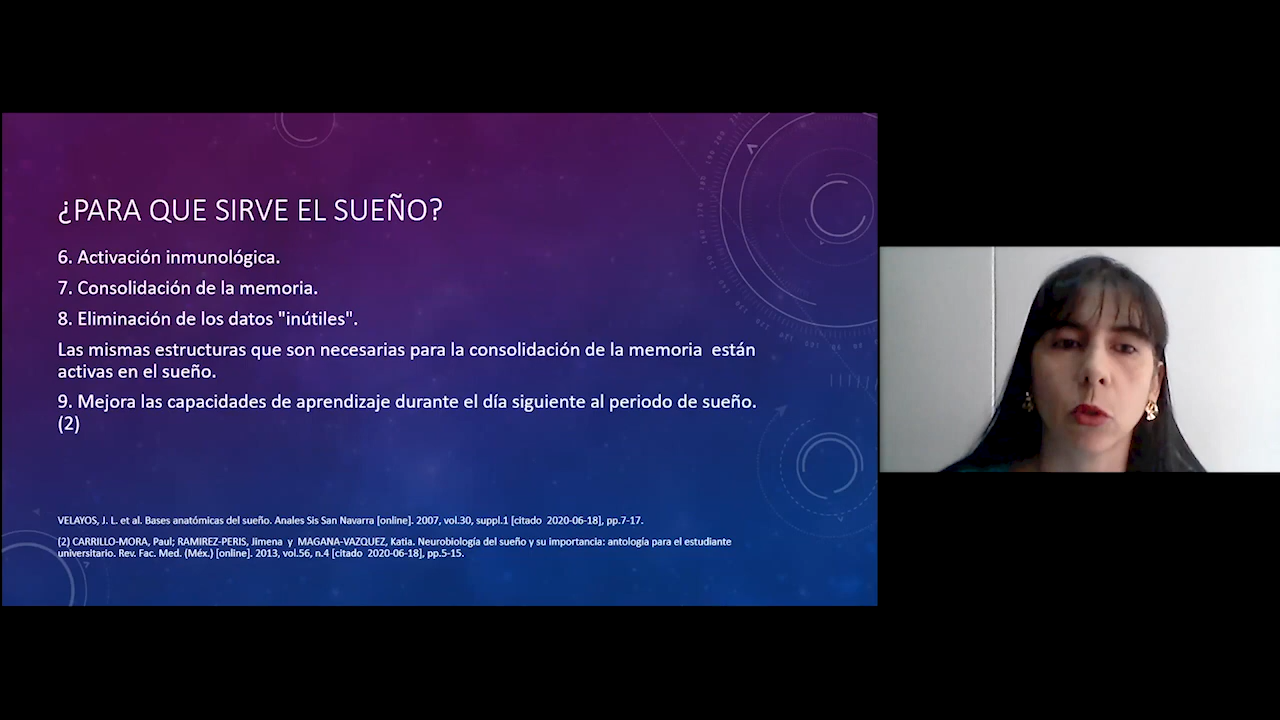 ¿PARA QUE SIRVE EL SUEÑO?
6. Activación inmunológica.
7. Consolidación de la memoria.
8. Eliminación de los datos "inútiles".
Las mismas estructuras que son necesarias para la consolidación de la memoria  están
activas en el sueño.
9. Mejora las capacidades de aprendizaje durante el día siguiente al periodo de sueño.
(2)
VELAYOS, J. L. et al. Bases anatómicas del sueño. Anales Sis San Navarra [online]. 2007, vol.30, suppl.1 [citado  2020-06-18], pp.7-17.
(2) CARRILLO-MORA, Paul; RAMIREZ-PERIS, Jimena  y  MAGANA-VAZQUEZ, Katia. Neurobiología del sueño y su importancia: antología para el estudiante
universitario. Rev. Fac. Med. (Méx.) [online]. 2013, vol.56, n.4 [citado  2020-06-18], pp.5-15.